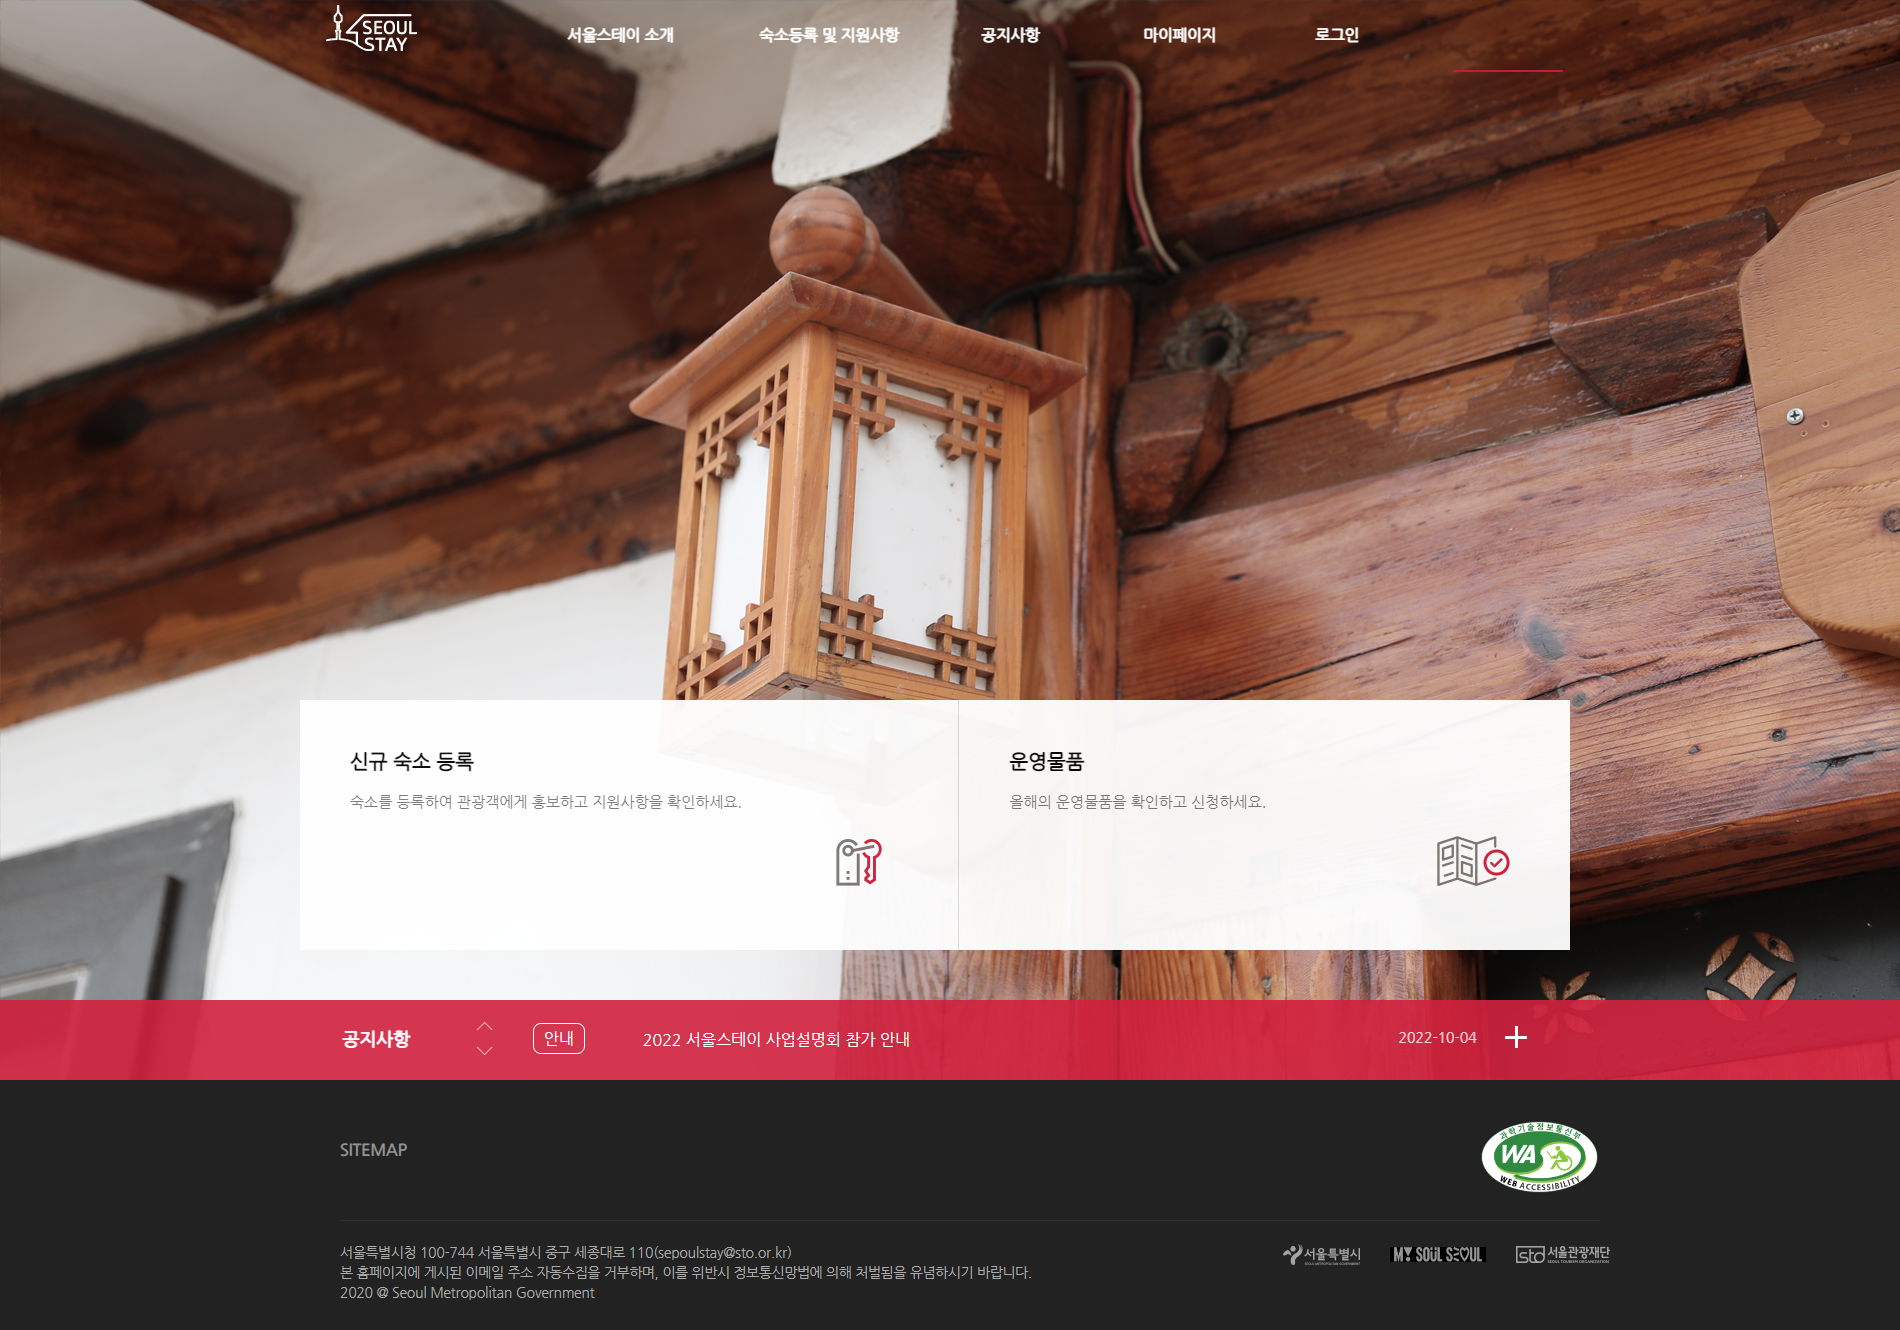 SEOUL
STAY
서울스테이 소개
숙소등록 및 지원사항
공지사항
마이페이지
로그인
신규 숙소 등록
숙소를 등록하여 관광객에게 홍보하고 지원사항을 확인하세요.
운영물품
올해의 운영물품을 확인하고 신청하세요.
공지사항
안내
2022 서울스테이 사업설명회 참가 안내
2022-10-04
SITEMAP
과학기술정보통신부
WA
WEB ACCESSIBILITY
서울특별시청 100-744 서울특별시 중구 세종대로 110(sepoulstay@sto.or.kr)
본 홈페이지에 게시된 이메일 주소 자동수집을 거부하며, 이를 위반시 정보통신망법에 의해 처벌됨을 유념하시기 바랍니다.
2020 @ Seoul Metropolitan Government
서울특별시
SEOUL METROPOLITAN GOVERNMENT
MY SOUL SEOUL
sto 서울관광재단
SEOUL TOURISM ORGANIZATION